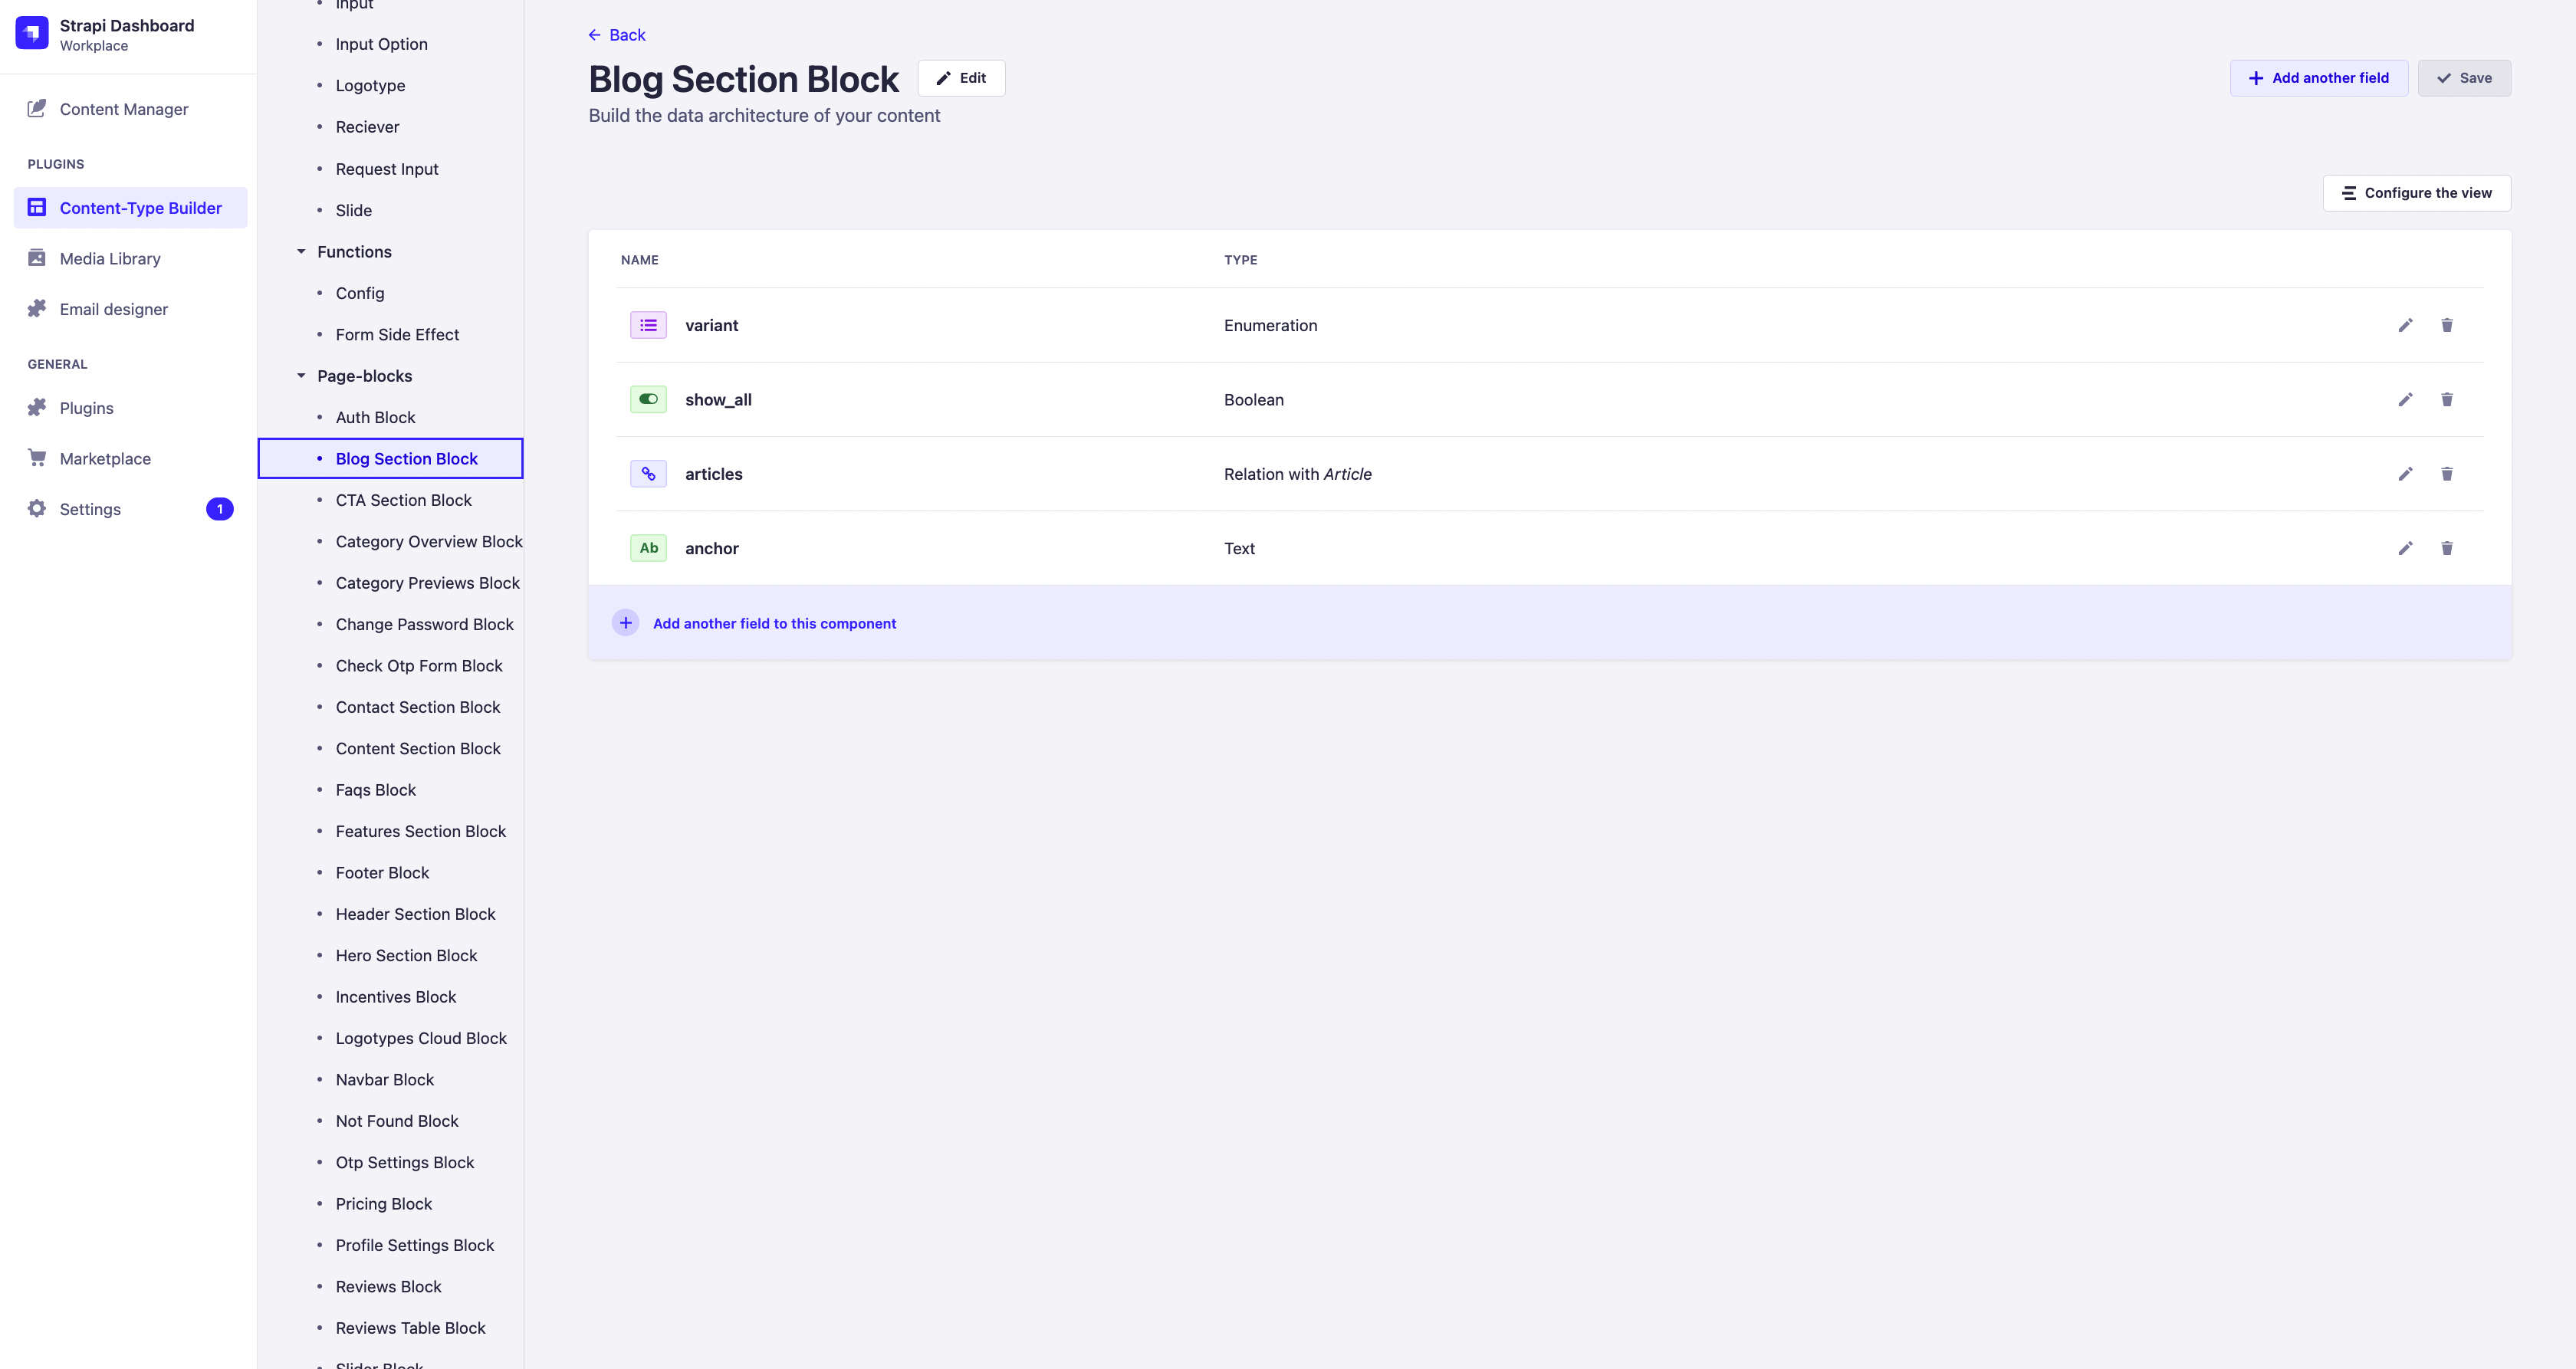 Strapi Dashboard
Workplace
Content Manager
PLUGINS
Content-Type Builder
Media Library
Email designer
GENERAL
Plugins
Marketplace
Settings
1
Input
Input Option
Logotype
Reciever
Request Input
Slide
Functions
Config
Form Side Effect
Page-blocks
Auth Block
Blog Section Block
CTA Section Block
Category Overview Block
Category Previews Block
Change Password Block
Check Otp Form Block
Contact Section Block
Content Section Block
Faqs Block
Features Section Block
Footer Block
Header Section Block
Hero Section Block
Incentives Block
Logotypes Cloud Block
Navbar Block
Not Found Block
Otp Settings Block
Pricing Block
Profile Settings Block
Reviews Block
Reviews Table Block
Slider Block
Back
Blog Section Block
Edit
Add another field
Save
Build the data architecture of your content
Configure the view
NAME TYPE
variant Enumeration
show_all Boolean
articles Relation with Article
Ab anchor Text
Add another field to this component